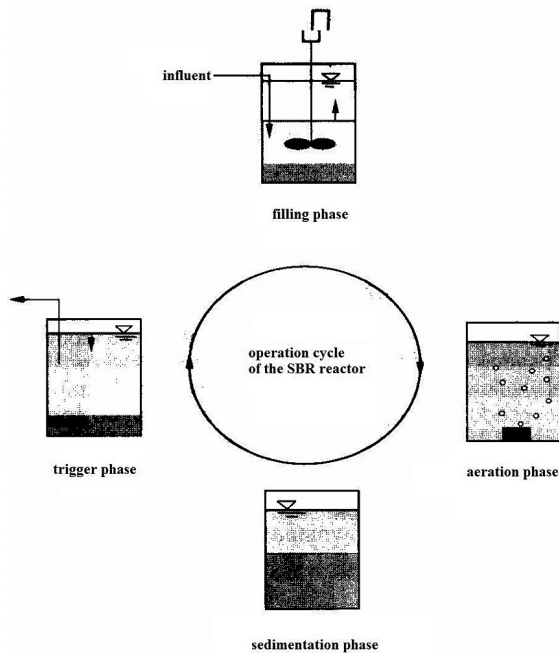 influent
filling phase
operation cycle
of the SBR reactor
trigger phase
aeration phase
sedimentation phase